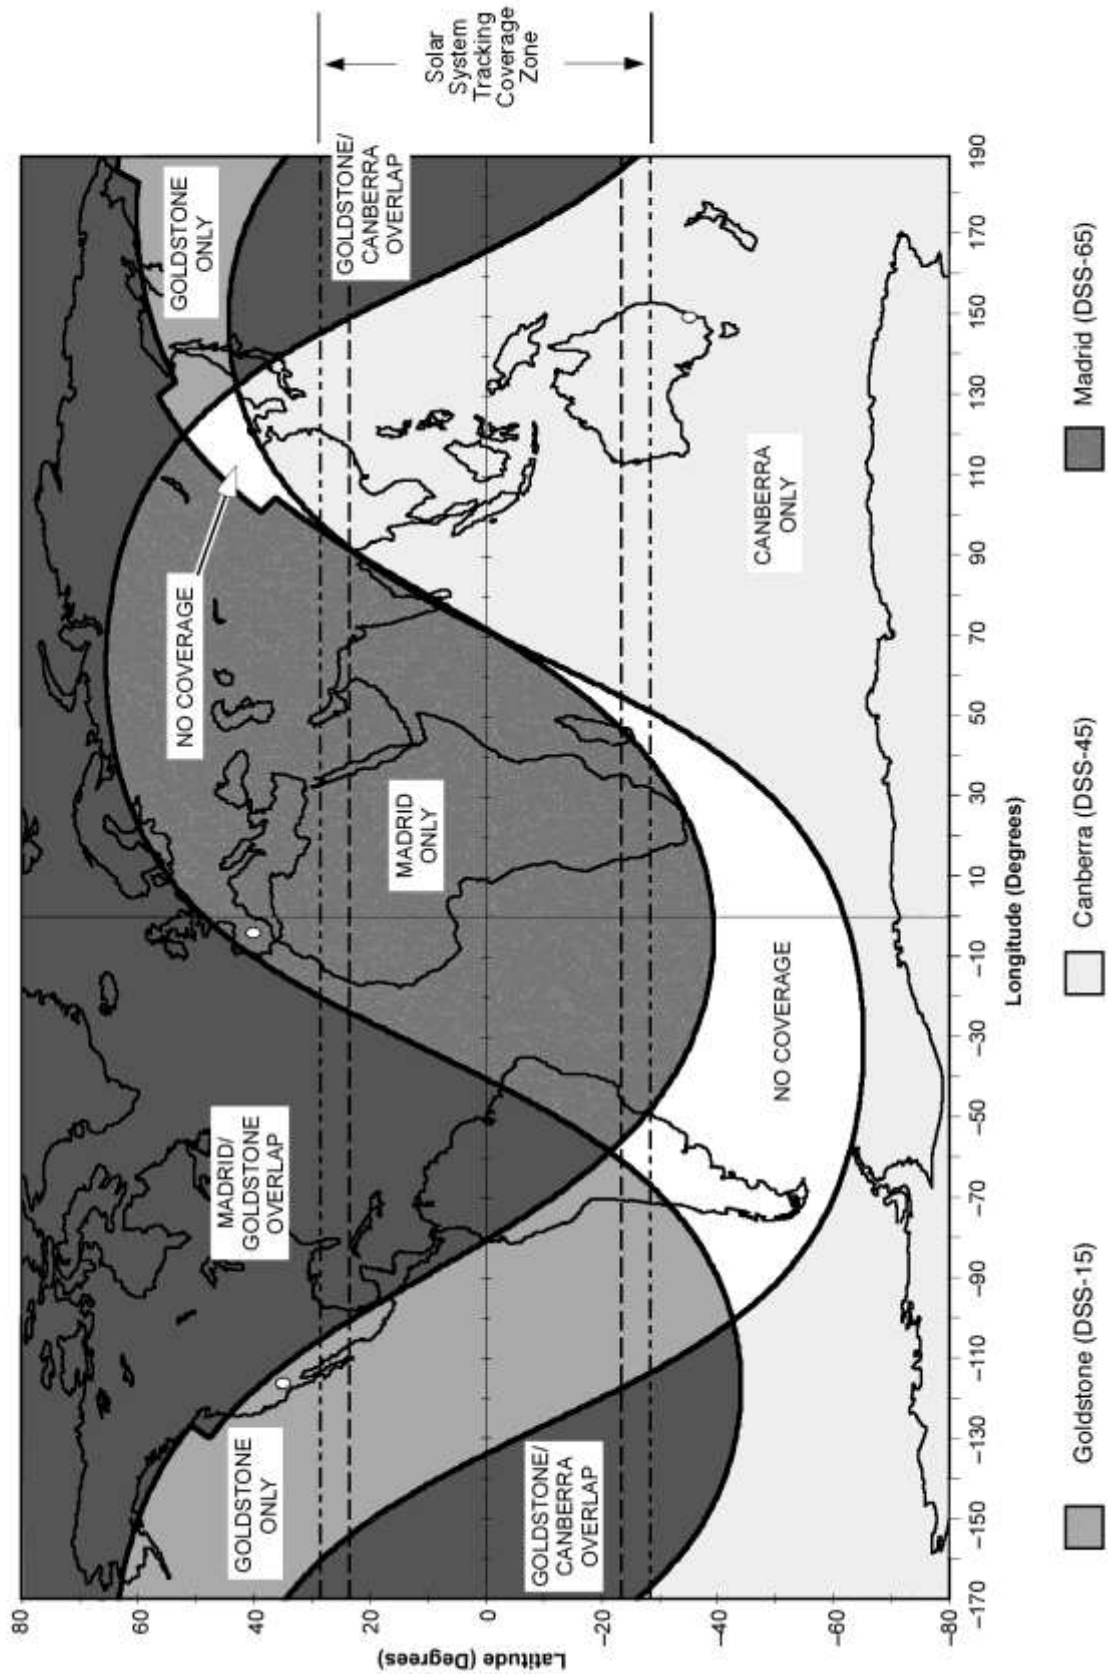 Solar
System
Tracking
Coverage
Zone
GOLDSTONE
ONLY
GOLDSTONE/
CANBERRA
OVERLAP
NO COVERAGE
CANBERRA
ONLY
MADRID
ONLY
NO COVERAGE
MADRID/
GOLDSTONE
OVERLAP
GOLDSTONE
ONLY
GOLDSTONE/
CANBERRA
OVERLAP
80
60
40
20
0
−20
−40
−60
−80
Latitude (Degrees)
−170
−150
−130
−110
−90
−70
−50
−30
−10
10
30
50
70
90
110
130
150
170
190
Longitude (Degrees)
Goldstone (DSS-15)
Canberra (DSS-45)
Madrid (DSS-65)